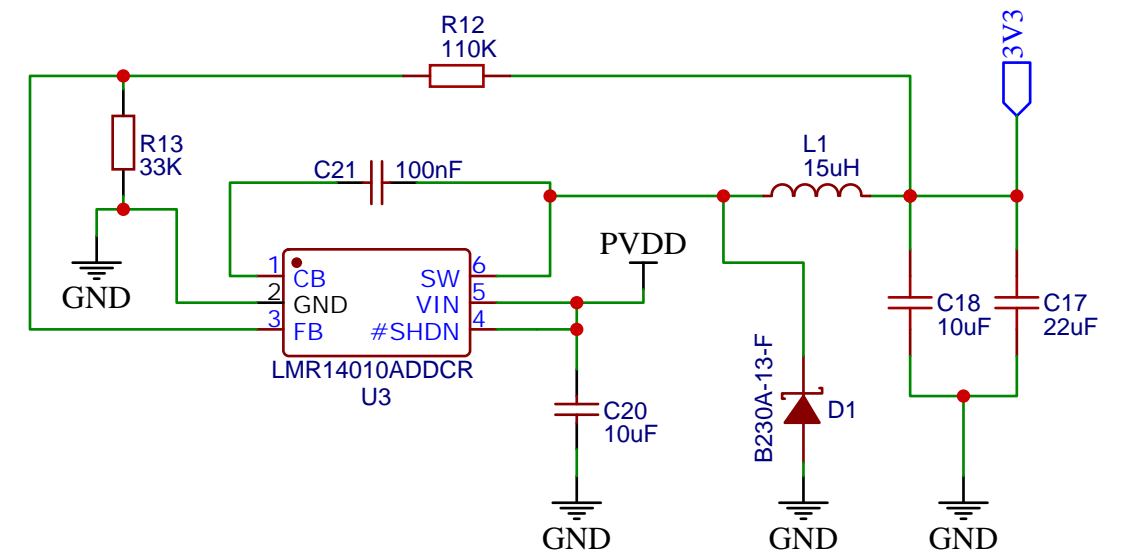 R12
110K
3V3
R13
33K
C21 100nF
L1
15uH
PVDD
GND
1 CB SW 6
2 GND VIN 5
3 FB #SHDN 4
LMR14010ADDCR
U3
C18
10uF
C17
22uF
C20
10uF
B230A-13-F
D1
GND
GND
GND